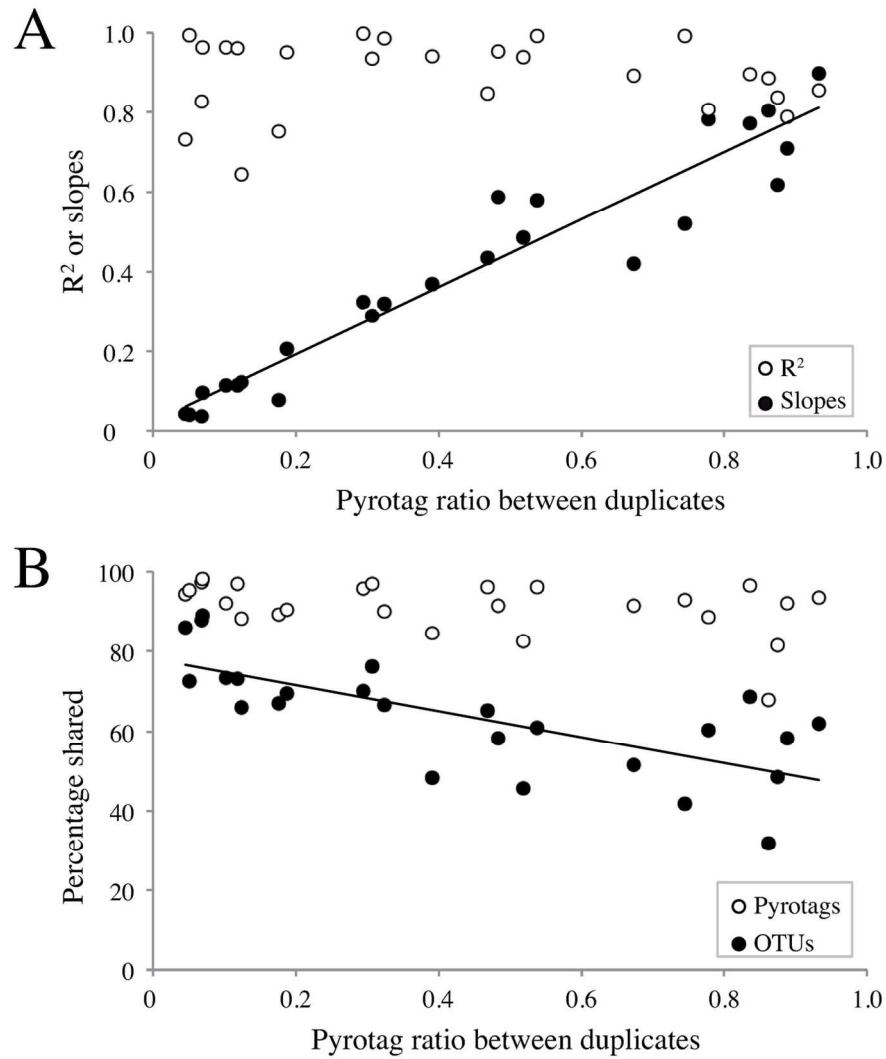 A
1.0
0.8
0.6
0.4
0.2
0
R² or slopes
R²
Slopes
0 0.2 0.4 0.6 0.8 1.0
Pyrotag ratio between duplicates
B
100
80
60
40
20
0
Percentage shared
Pyrotags
OTUs
0 0.2 0.4 0.6 0.8 1.0
Pyrotag ratio between duplicates